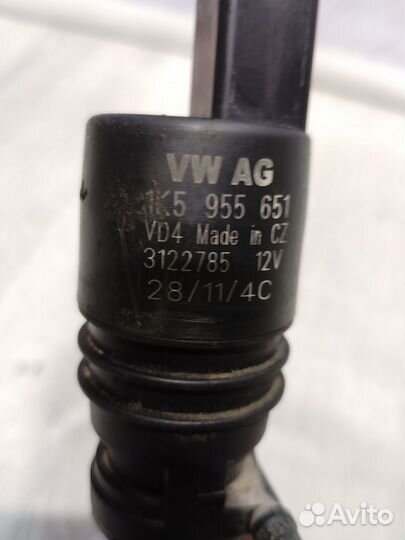 VW AG
1K5 955 651
VD4 Made in CZ
3122785 12V
28/11/4C
Avito